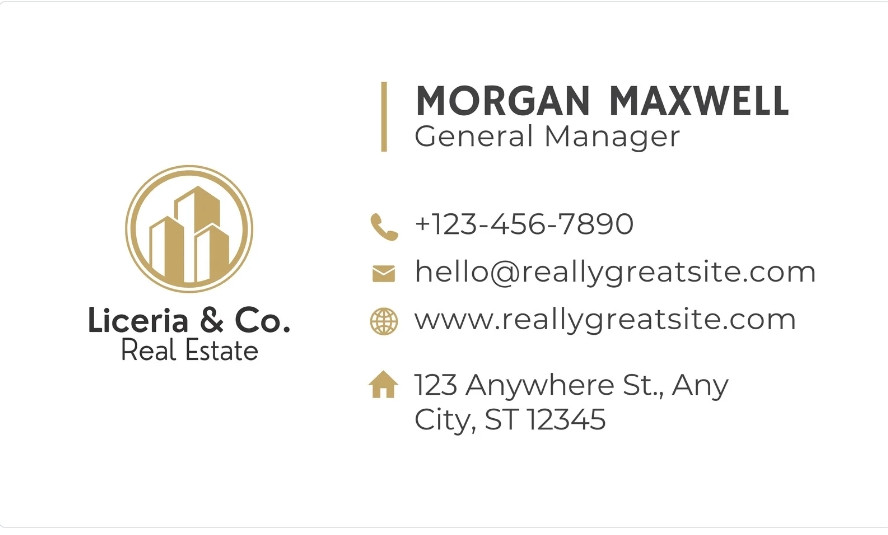 MORGAN MAXWELL
General Manager
+123-456-7890
hello@reallygreatsite.com
www.reallygreatsite.com
123 Anywhere St., Any
City, ST 12345
Liceria & Co.
Real Estate